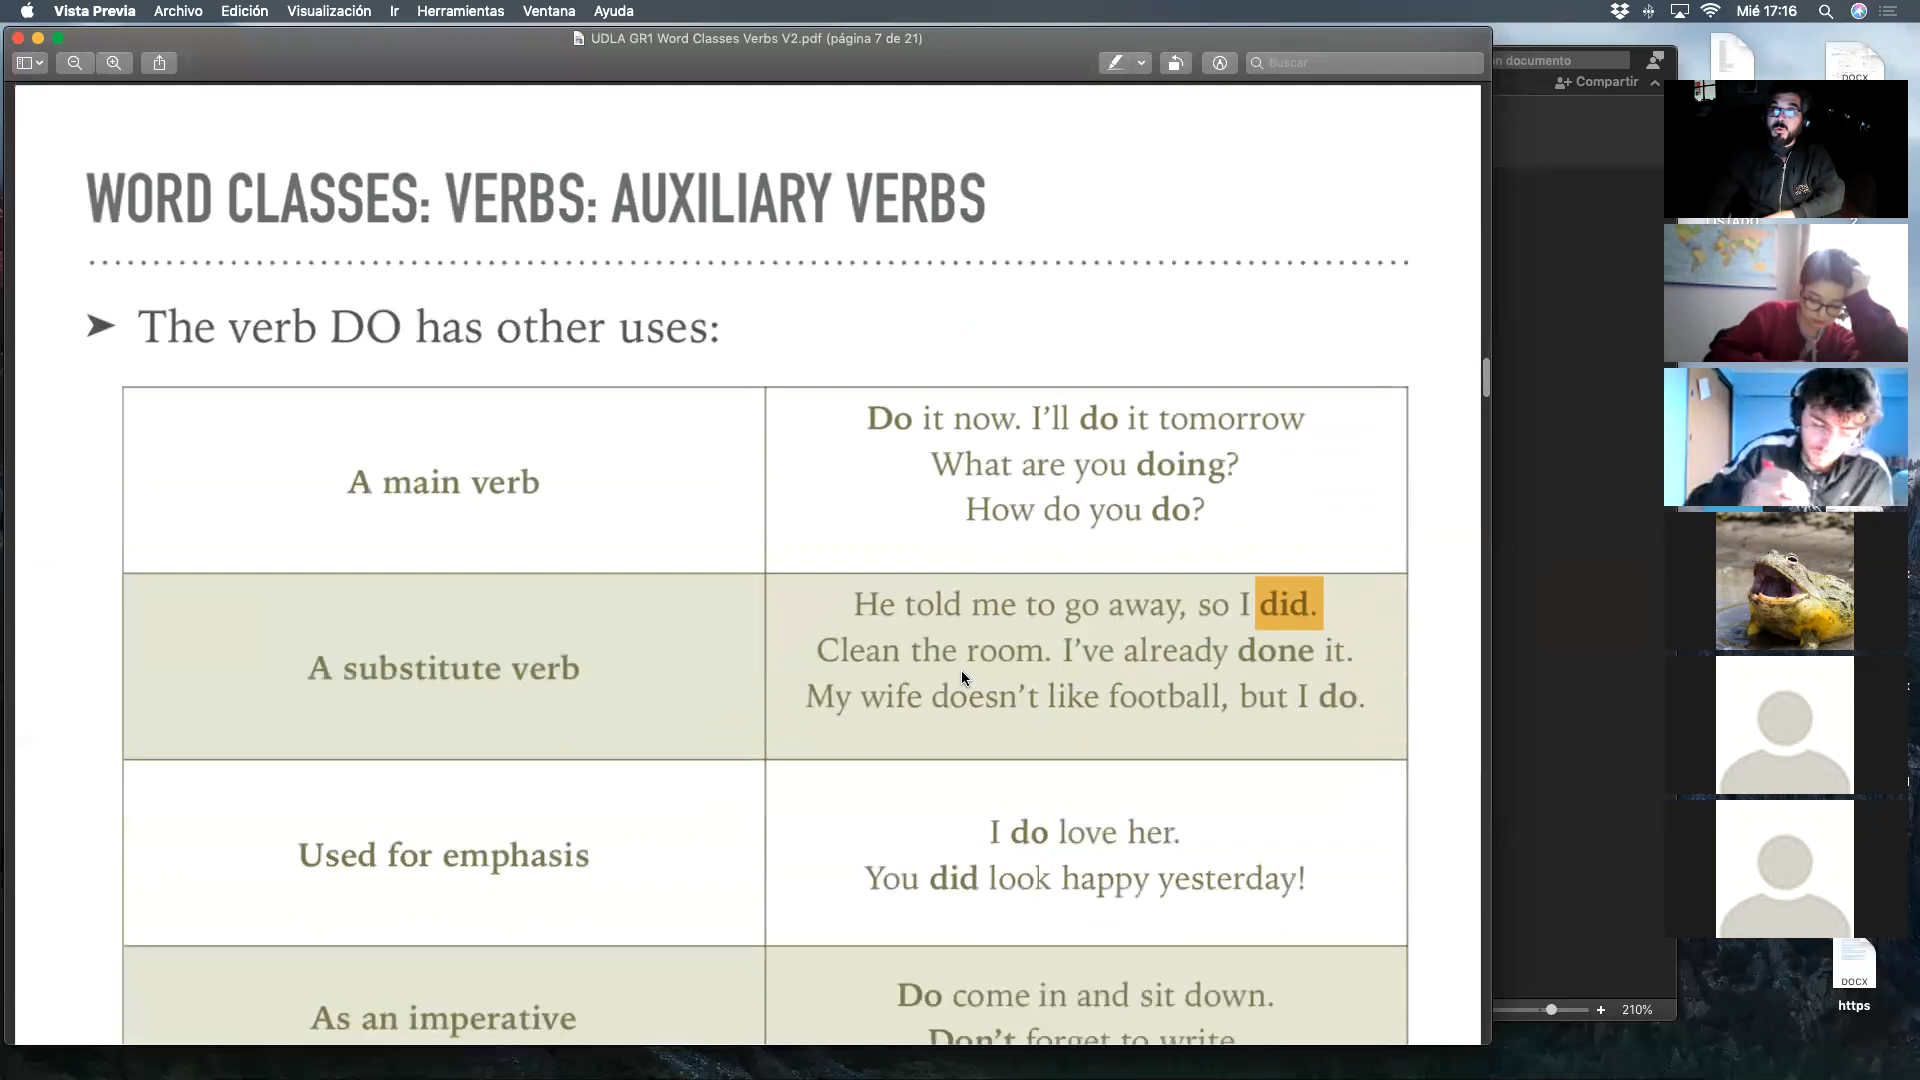 Vista Previa Archivo Edición Visualización Ir Herramientas Ventana Ayuda
Mié 17:16
UDLA GR1 Word Classes Verbs V2.pdf (página 7 de 21)
Buscar
n documento
Compartir
DOCX
WORD CLASSES: VERBS: AUXILIARY VERBS
➤ The verb DO has other uses:
A main verb
Do it now. I’ll do it tomorrow
What are you doing?
How do you do?
A substitute verb
He told me to go away, so I did.
Clean the room. I’ve already done it.
My wife doesn’t like football, but I do.
Used for emphasis
I do love her.
You did look happy yesterday!
As an imperative
Do come in and sit down.
Don’t forget to write
DOCX
https
210%